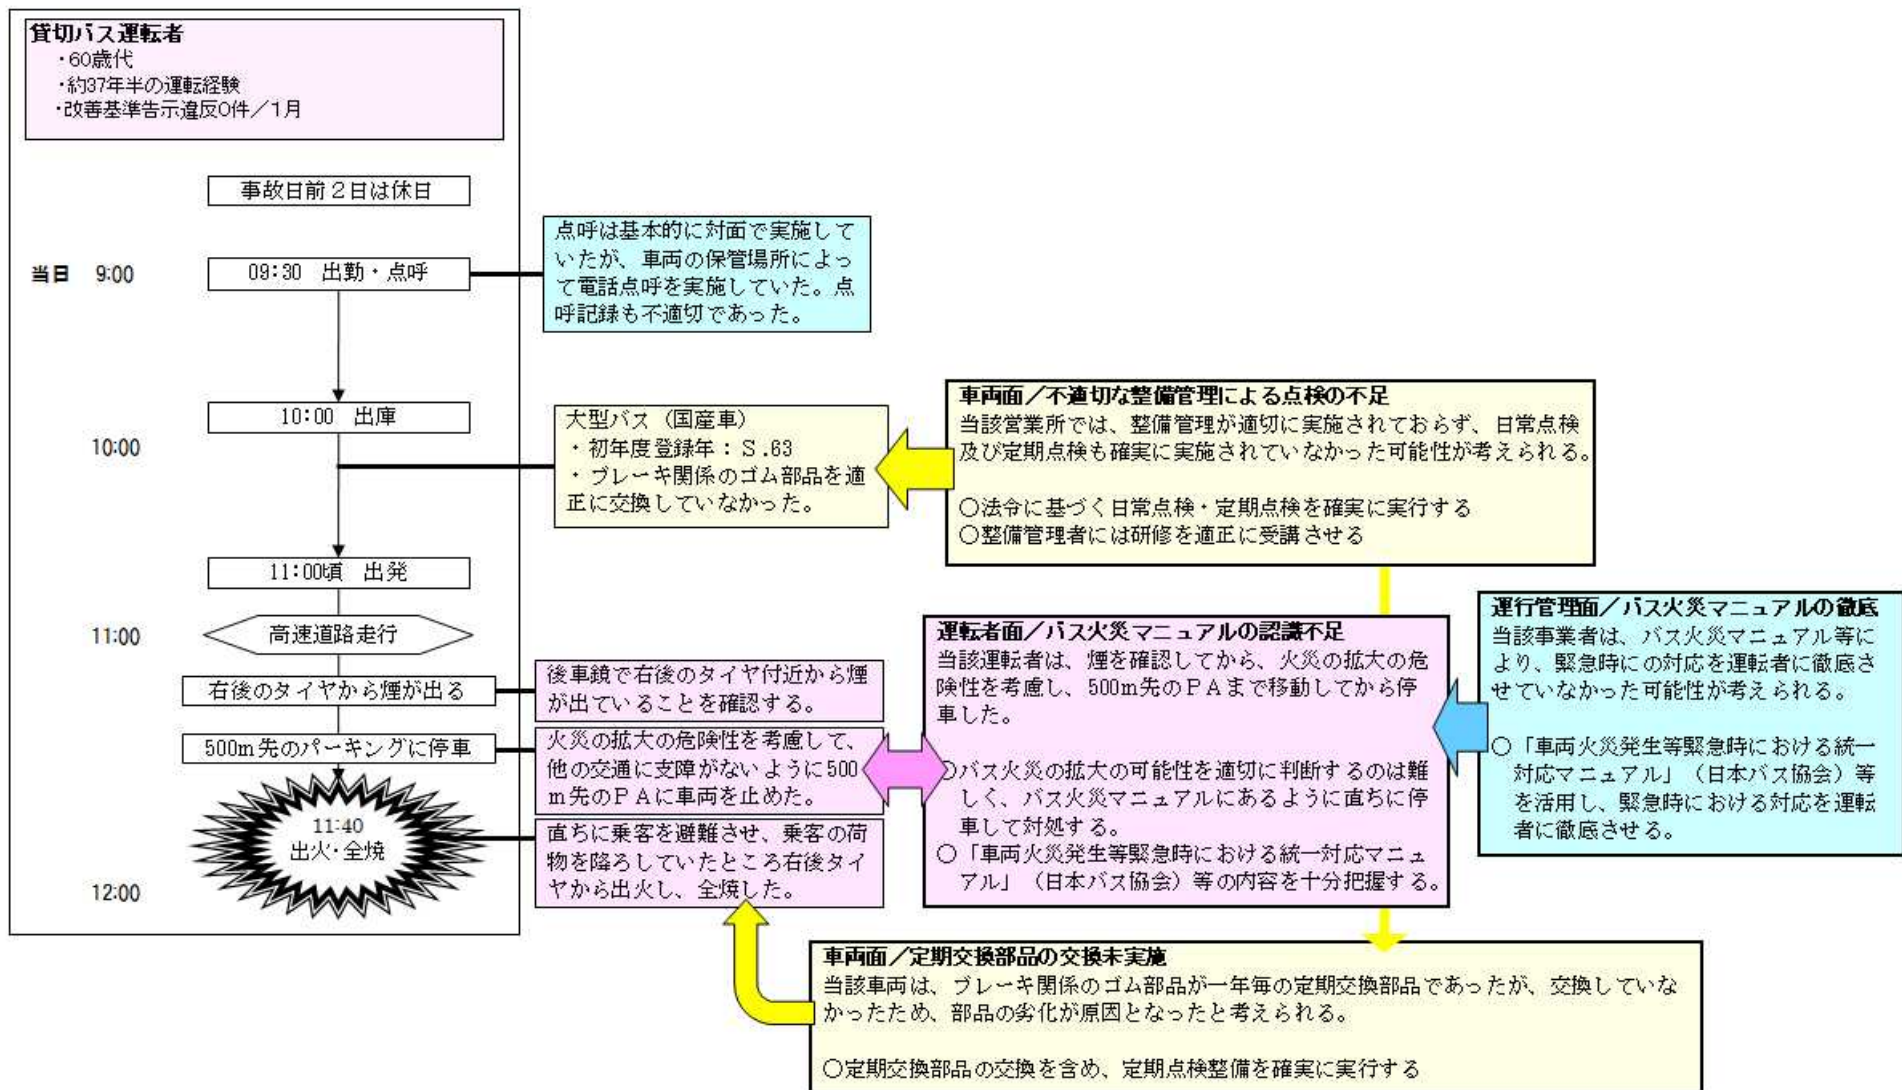 貸切バス運転者
・60歳代
・約37年半の運転経験
・改善基準告示違反0件／1月
事故日前２日は休日
当日 9:00
09:30 出勤・点呼
点呼は基本的に対面で実施して
いたが、車両の保管場所によっ
て電話点呼を実施していた。点
呼記録も不適切であった。
10:00 出庫
10:00
大型バス（国産車）
・初年度登録年：Ｓ.63
・ブレーキ関係のゴム部品を適
正に交換していなかった。
車両面／不適切な整備管理による点検の不足
当該営業所では、整備管理が適切に実施されておらず、日常点検
及び定期点検も確実に実施されていなかった可能性が考えられる。
○法令に基づく日常点検・定期点検を確実に実行する
○整備管理者には研修を適正に受講させる
11:00頃 出発
11:00
高速道路走行
右後のタイヤから煙が出る
後車鏡で右後のタイヤ付近から煙
が出ていることを確認する。
500m先のパーキングに停車
火災の拡大の危険性を考慮して、
他の交通に支障がないように500
ｍ先のＰＡに車両を止めた。
11:40
出火・全焼
直ちに乗客を避難させ、乗客の荷
物を降ろしていたところ右後タイ
ヤから出火し、全焼した。
12:00
運転者面／バス火災マニュアルの認識不足
当該運転者は、煙を確認してから、火災の拡大の危
険性を考慮し、500m先のＰＡまで移動してから停
車した。
○バス火災の拡大の可能性を適切に判断するのは難
しく、バス火災マニュアルにあるように直ちに停
車して対処する。
○「車両火災発生等緊急時における統一対応マニュ
アル」（日本バス協会）等の内容を十分把握する。
運行管理面／バス火災マニュアルの徹底
当該事業者は、バス火災マニュアル等に
より、緊急時にの対応を運転者に徹底さ
せていなかった可能性が考えられる。
○「車両火災発生等緊急時における統一
対応マニュアル」（日本バス協会）等
を活用し、緊急時における対応を運転
者に徹底させる。
車両面／定期交換部品の交換未実施
当該車両は、ブレーキ関係のゴム部品が一年毎の定期交換部品であったが、交換していな
かったため、部品の劣化が原因となったと考えられる。
○定期交換部品の交換を含め、定期点検整備を確実に実行する